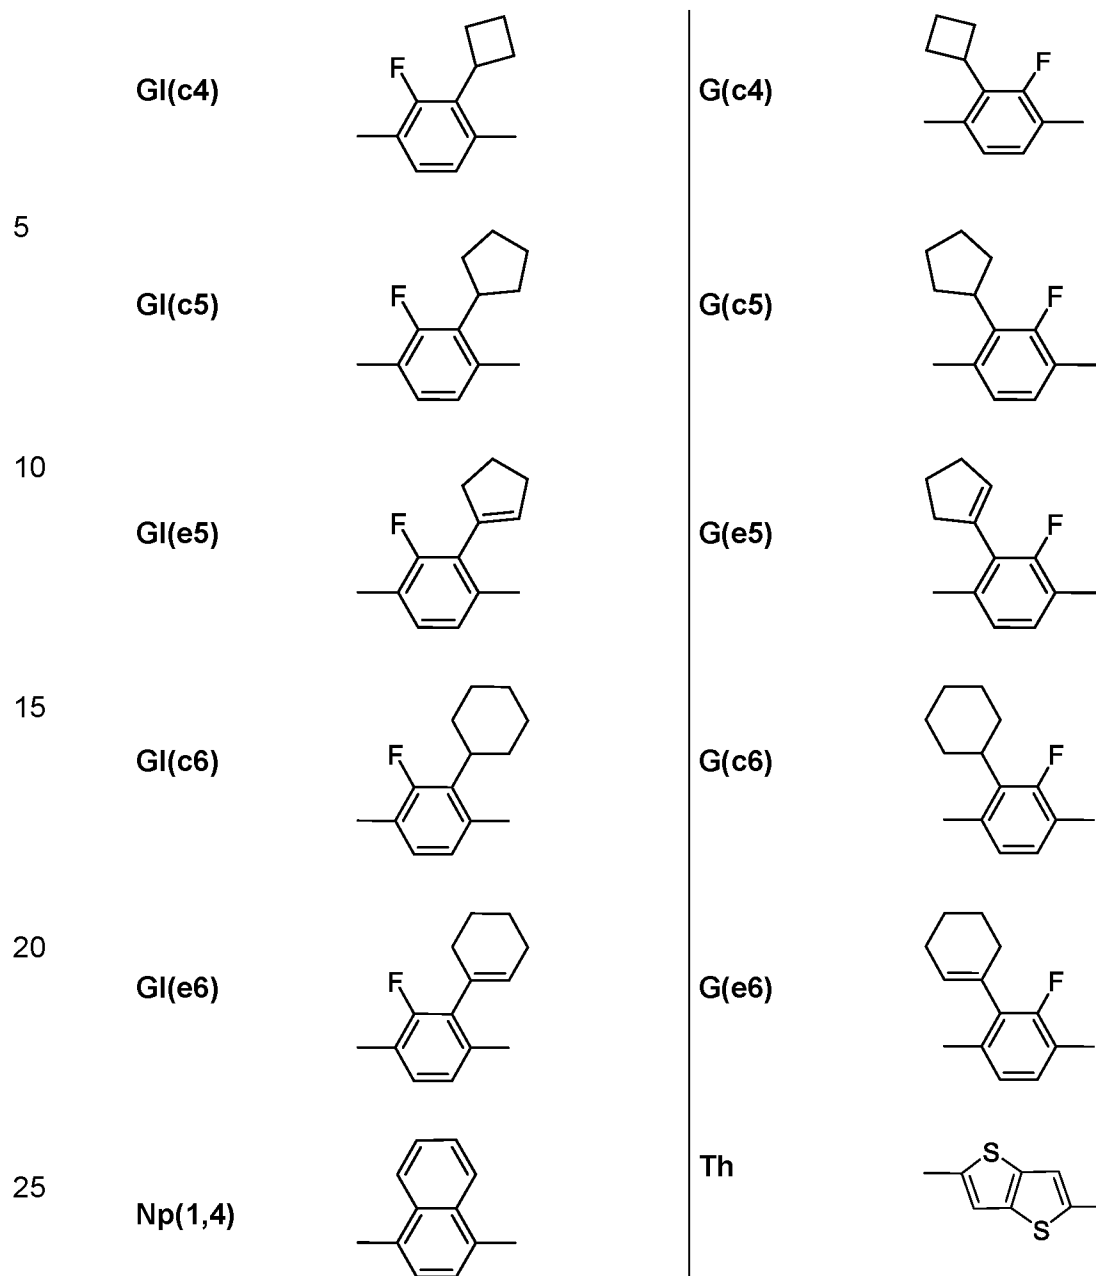 GI(c4) F G(c4) F
5
GI(c5) F G(c5) F
10
GI(e5) F G(e5) F
15
GI(c6) F G(c6) F
20
GI(e6) F G(e6) F
25
Np(1,4) Th S S